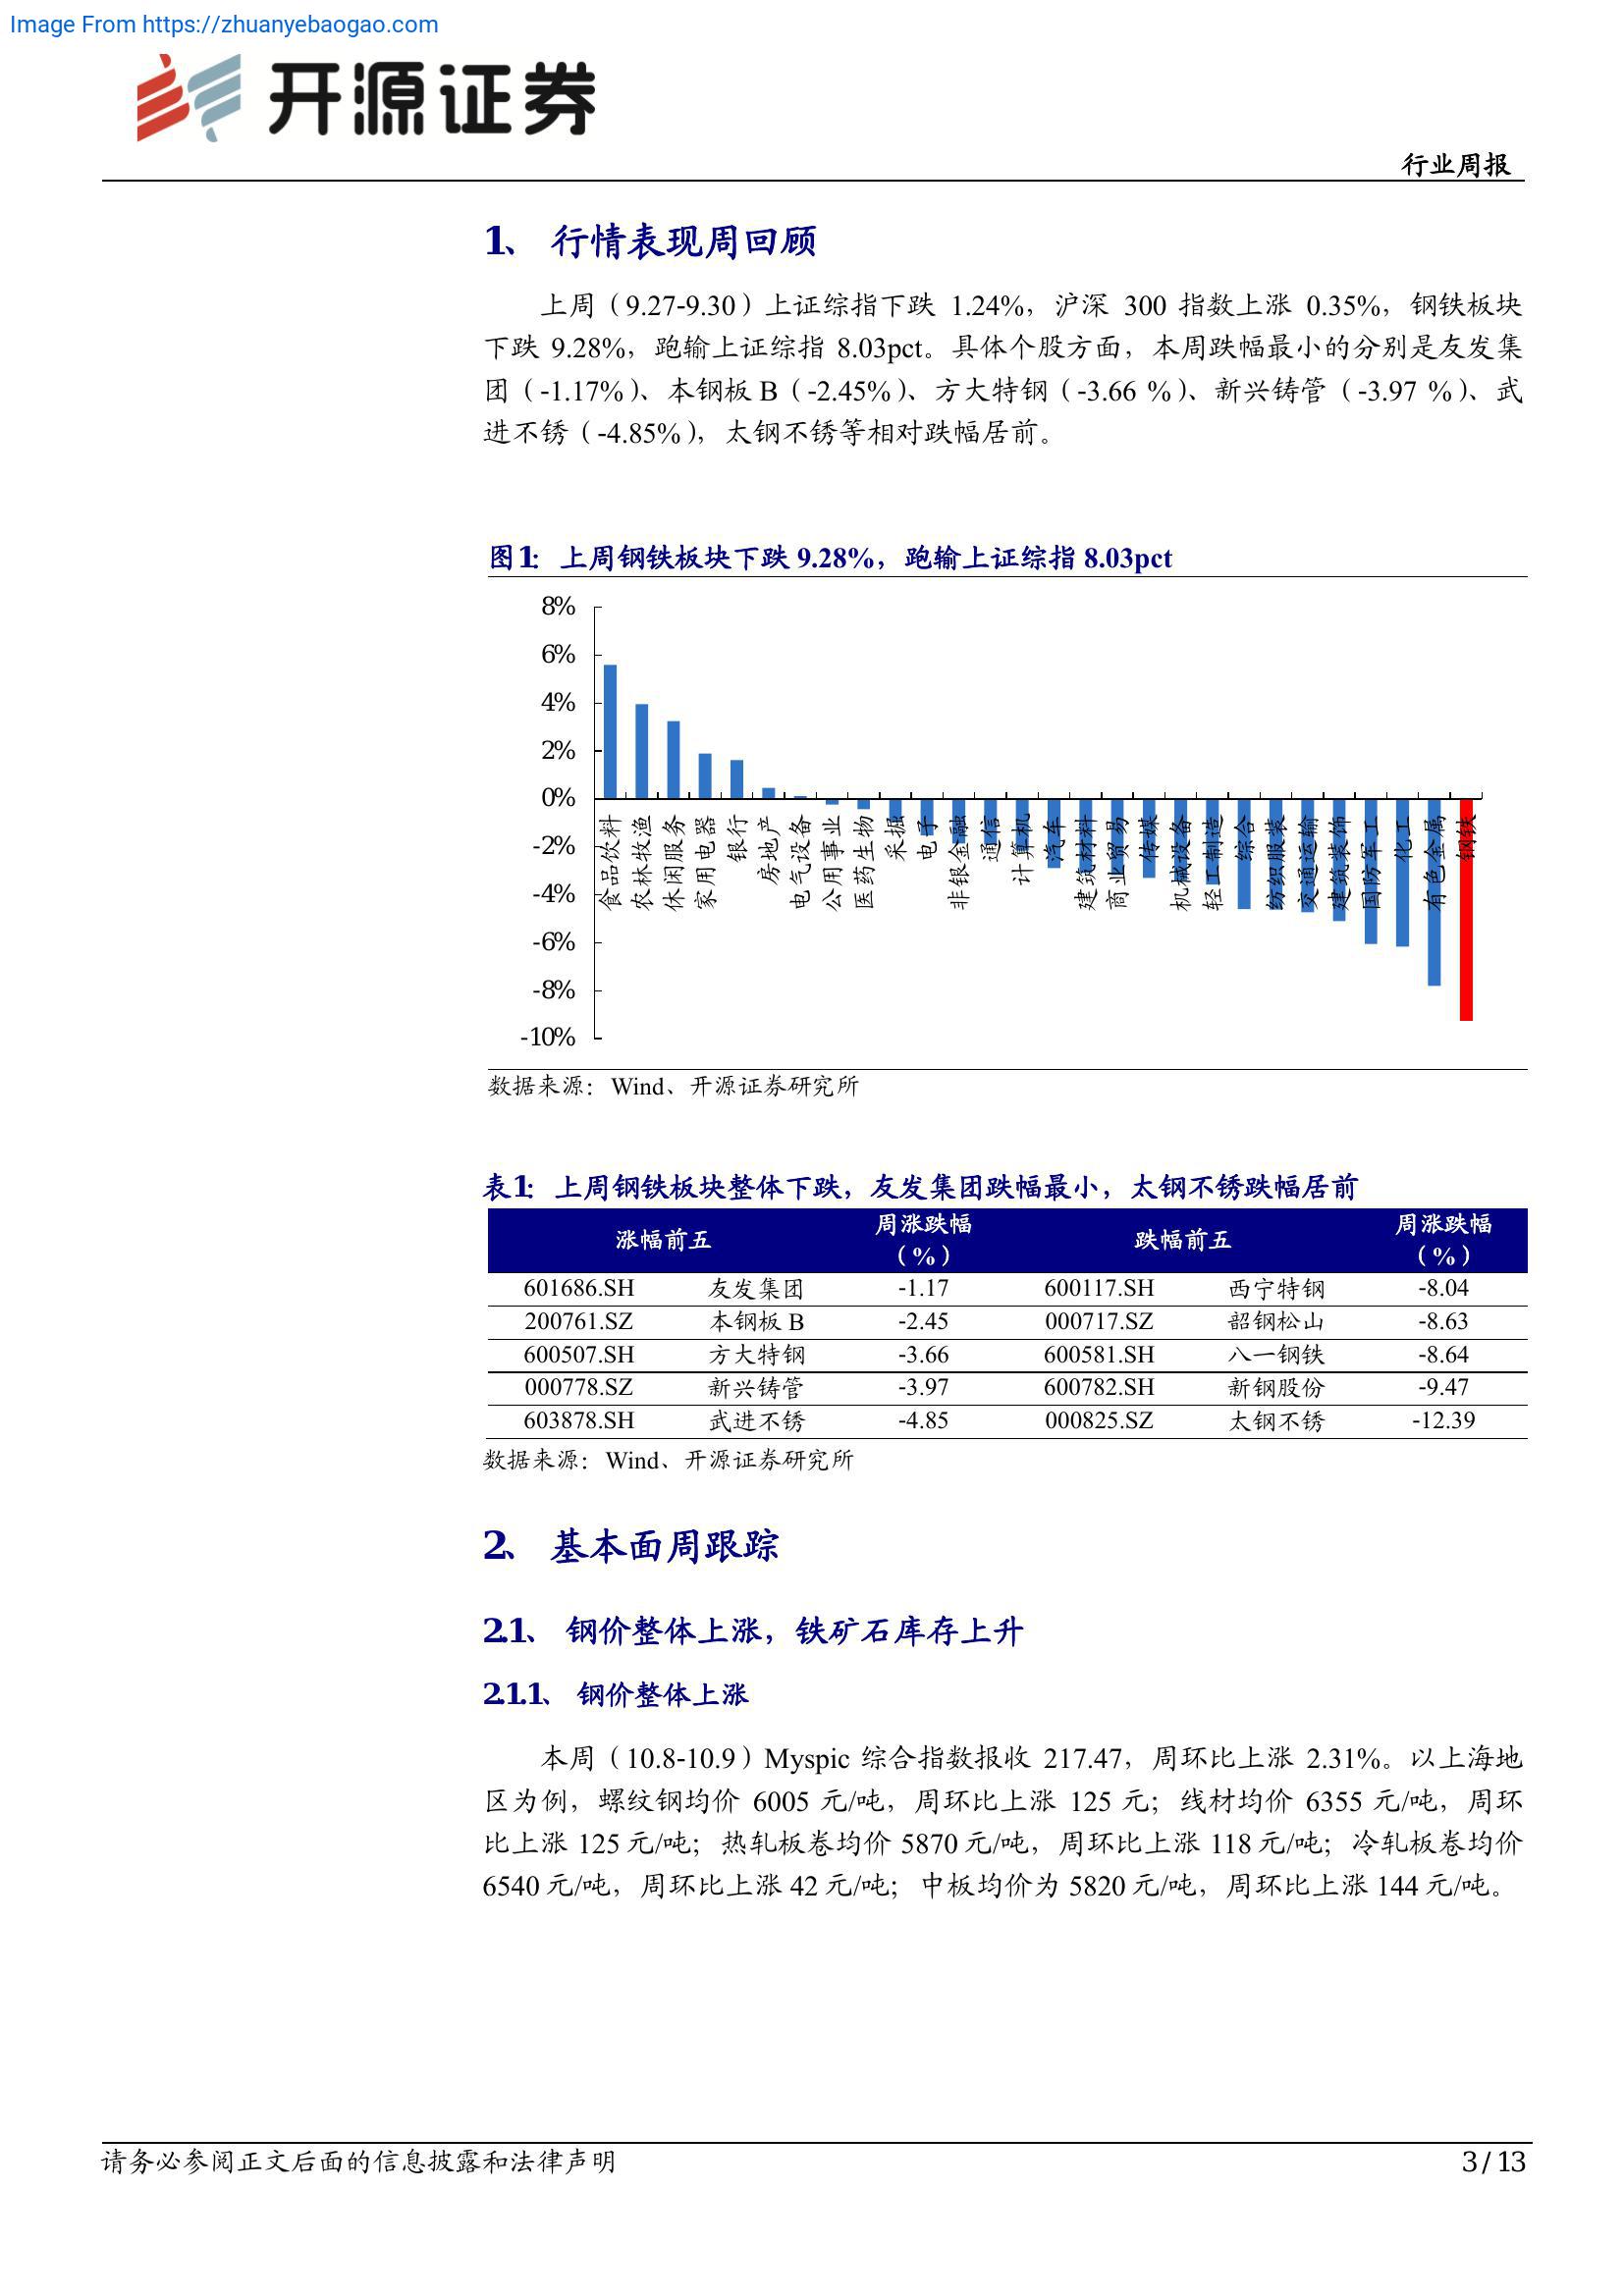 Image From https://zhuanyebaogao.com
开源证券
行业周报
1、 行情表现周回顾
上周（9.27-9.30）上证综指下跌 1.24%，沪深 300 指数上涨 0.35%，钢铁板块
下跌 9.28%，跑输上证综指 8.03pct。具体个股方面，本周跌幅最小的分别是友发集
团（-1.17%）、本钢板 B（-2.45%）、方大特钢（-3.66 %）、新兴铸管（-3.97 %）、武
进不锈（-4.85%），太钢不锈等相对跌幅居前。
图1： 上周钢铁板块下跌 9.28%，跑输上证综指 8.03pct
8%
6%
4%
2%
0%
-2%
-4%
-6%
-8%
-10%
食品饮料
农林牧渔
休闲服务
家用电器
银行
房地产
电气设备
公用事业
医药生物
采掘
电子
非银金融
通信
计算机
汽车
建筑材料
商业贸易
传媒
机械设备
轻工制造
综合
纺织服装
交通运输
建筑装饰
国防军工
化工
有色金属
钢铁
数据来源：Wind、开源证券研究所
表1： 上周钢铁板块整体下跌，友发集团跌幅最小，太钢不锈跌幅居前
涨幅前五 周涨跌幅（%） 跌幅前五 周涨跌幅（%）
601686.SH 友发集团 -1.17 600117.SH 西宁特钢 -8.04
200761.SZ 本钢板 B -2.45 000717.SZ 韶钢松山 -8.63
600507.SH 方大特钢 -3.66 600581.SH 八一钢铁 -8.64
000778.SZ 新兴铸管 -3.97 600782.SH 新钢股份 -9.47
603878.SH 武进不锈 -4.85 000825.SZ 太钢不锈 -12.39
数据来源：Wind、开源证券研究所
2、 基本面周跟踪
2.1、 钢价整体上涨，铁矿石库存上升
2.1.1、 钢价整体上涨
本周（10.8-10.9）Myspic 综合指数报收 217.47，周环比上涨 2.31%。以上海地
区为例，螺纹钢均价 6005 元/吨，周环比上涨 125 元；线材均价 6355 元/吨，周环
比上涨 125 元/吨；热轧板卷均价 5870 元/吨，周环比上涨 118 元/吨；冷轧板卷均价
6540 元/吨，周环比上涨 42 元/吨；中板均价为 5820 元/吨，周环比上涨 144 元/吨。
请务必参阅正文后面的信息披露和法律声明
3 / 13